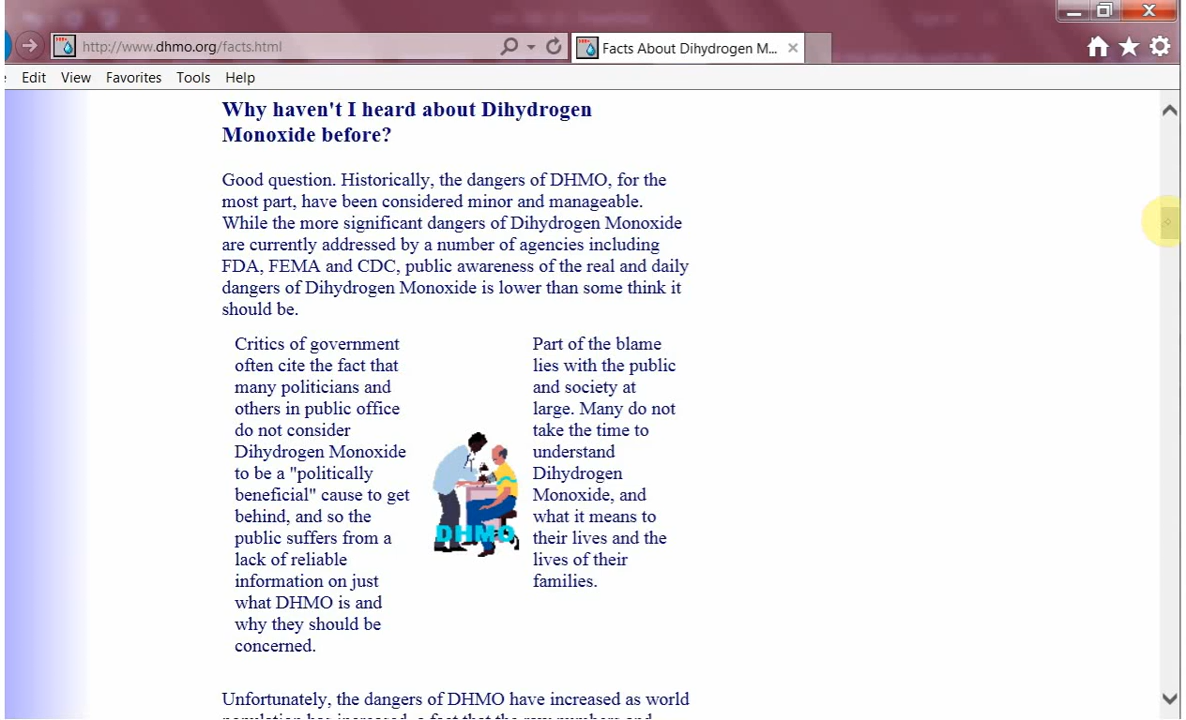 http://www.dhmo.org/facts.html
Facts About Dihydrogen M...
Edit View Favorites Tools Help
Why haven't I heard about Dihydrogen
Monoxide before?
Good question. Historically, the dangers of DHMO, for the
most part, have been considered minor and manageable.
While the more significant dangers of Dihydrogen Monoxide
are currently addressed by a number of agencies including
FDA, FEMA and CDC, public awareness of the real and daily
dangers of Dihydrogen Monoxide is lower than some think it
should be.
Critics of government
often cite the fact that
many politicians and
others in public office
do not consider
Dihydrogen Monoxide
to be a "politically
beneficial" cause to get
behind, and so the
public suffers from a
lack of reliable
information on just
what DHMO is and
why they should be
concerned.
DHMO
Part of the blame
lies with the public
and society at
large. Many do not
take the time to
understand
Dihydrogen
Monoxide, and
what it means to
their lives and the
lives of their
families.
Unfortunately, the dangers of DHMO have increased as world
population has increased, a fact that the raw numbers and